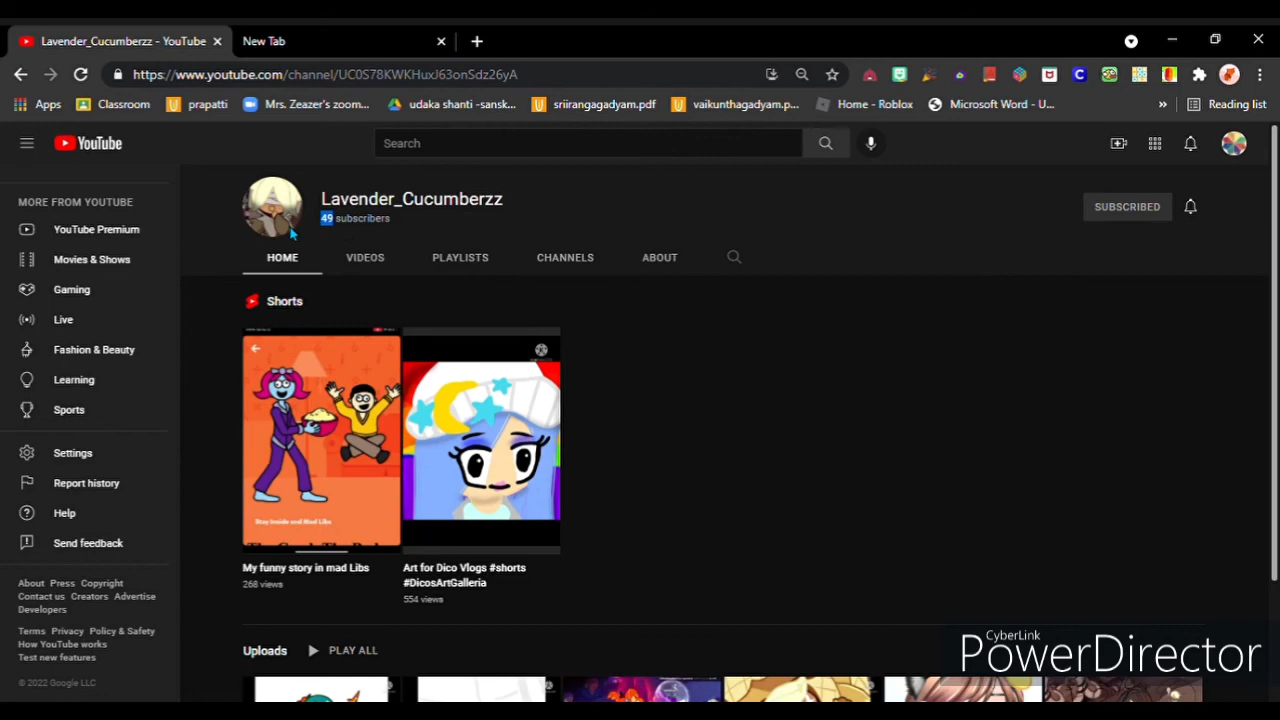 Lavender_Cucumberzz - YouTube
New Tab
https://www.youtube.com/channel/UC0S78KWKHuxJ63onSdz26yA
Apps
Classroom
prapatti
Mrs. Zeazer's zoom...
udaka shanti -sansk...
sriirangagadyam.pdf
vaikunthagadyam.p...
Home - Roblox
Microsoft Word - U...
»
Reading list
YouTube
Search
MORE FROM YOUTUBE
YouTube Premium
Movies & Shows
Gaming
Live
Fashion & Beauty
Learning
Sports
Settings
Report history
Help
Send feedback
About Press Copyright
Contact us Creators Advertise
Developers
Terms Privacy Policy & Safety
How YouTube works
Test new features
© 2022 Google LLC
Lavender_Cucumberzz
49 subscribers
SUBSCRIBED
HOME
VIDEOS
PLAYLISTS
CHANNELS
ABOUT
Shorts
Stay Inside and Mad Libs
My funny story in mad Libs
268 views
Art for Dico Vlogs #shorts
#DicosArtGalleria
554 views
Uploads
PLAY ALL
CyberLink
PowerDirector